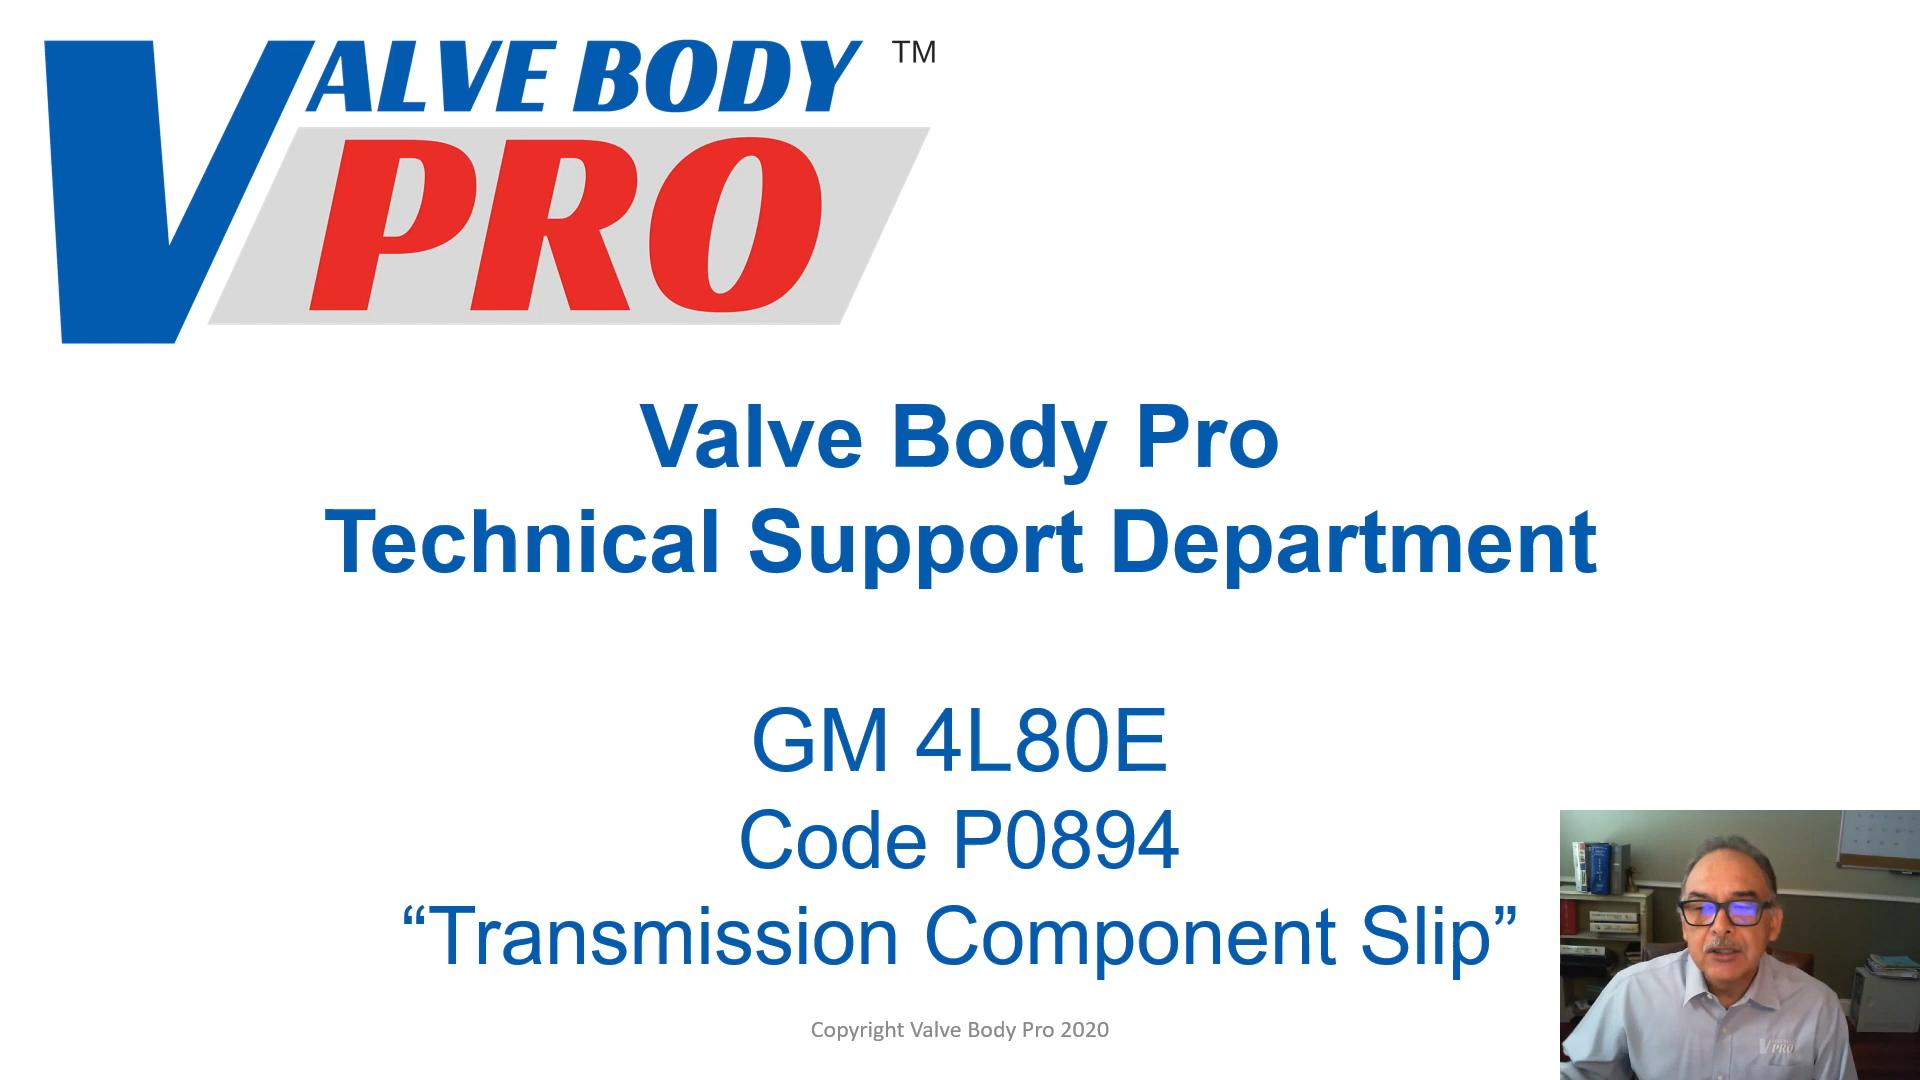 VALVE BODY ™
PRO
Valve Body Pro
Technical Support Department
GM 4L80E
Code P0894
“Transmission Component Slip”
Copyright Valve Body Pro 2020
V PRO